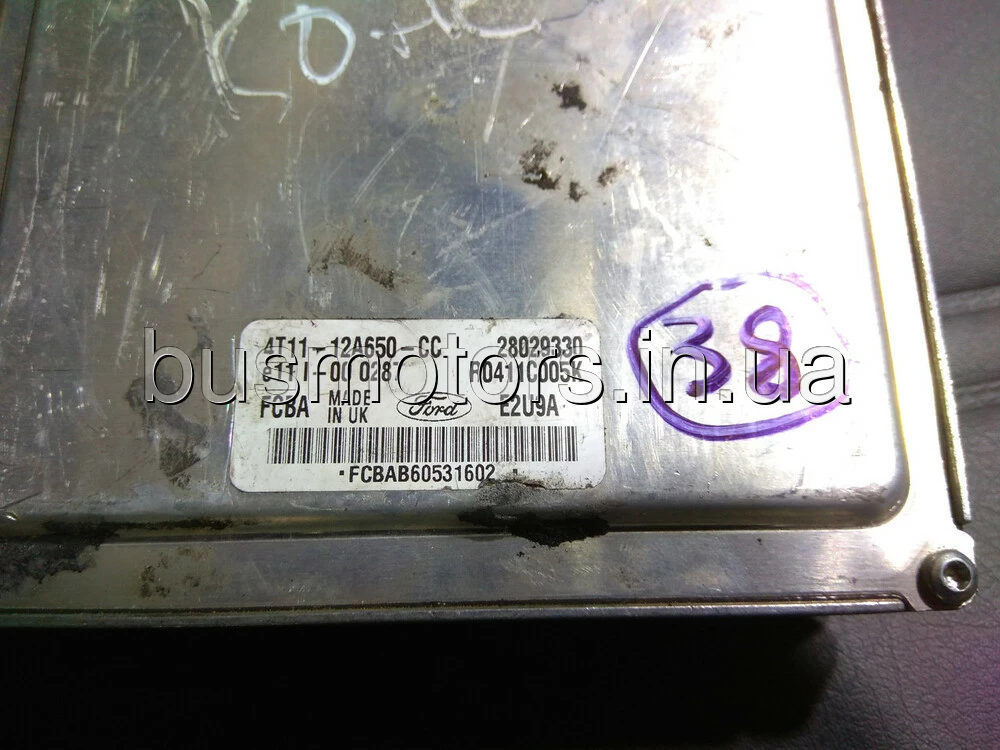 4T11-12A650-CC 28029330
R0411C005K
busmotors.in.ua
FCBA MADE IN UK Ford E2U9A
FCBAB60531602
38